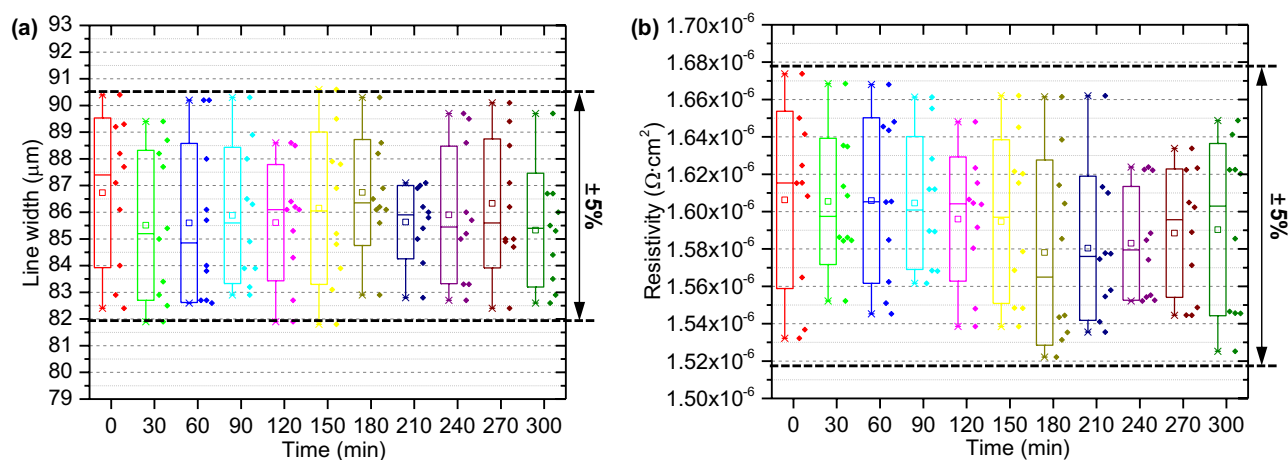 (a)
Line width (μm)
93
92
91
90
89
88
87
86
85
84
83
82
81
80
79
0 30 60 90 120 150 180 210 240 270 300
Time (min)
±5%
(b)
Resistivity (Ω·cm²)
1.70x10⁻⁶
1.68x10⁻⁶
1.66x10⁻⁶
1.64x10⁻⁶
1.62x10⁻⁶
1.60x10⁻⁶
1.58x10⁻⁶
1.56x10⁻⁶
1.54x10⁻⁶
1.52x10⁻⁶
1.50x10⁻⁶
0 30 60 90 120 150 180 210 240 270 300
Time (min)
±5%